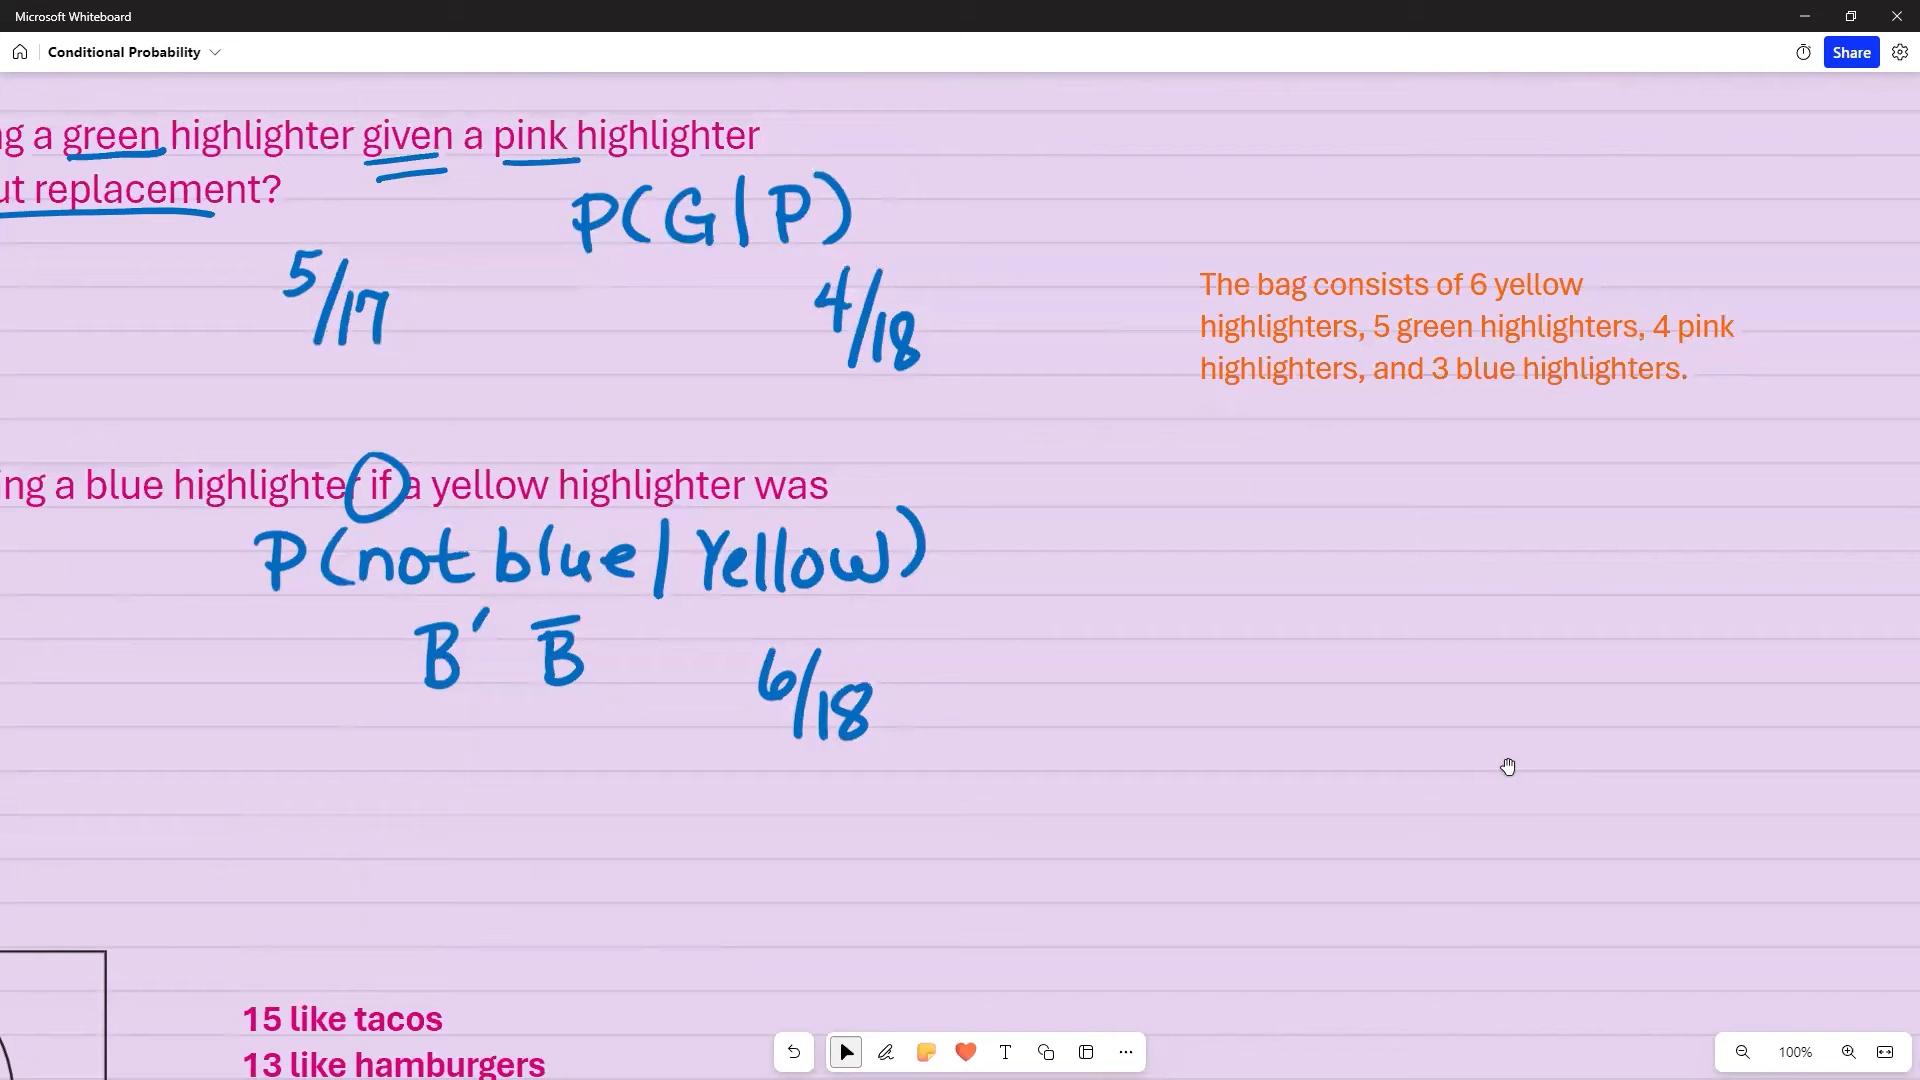 Microsoft Whiteboard
Conditional Probability
Share
ng a green highlighter given a pink highlighter
ut replacement?
P(G|P)
5/17
4/18
The bag consists of 6 yellow
highlighters, 5 green highlighters, 4 pink
highlighters, and 3 blue highlighters.
ing a blue highlighter if a yellow highlighter was
P(not blue/Yellow)
B′ B̅
6/18
15 like tacos
13 like hamburgers
100%